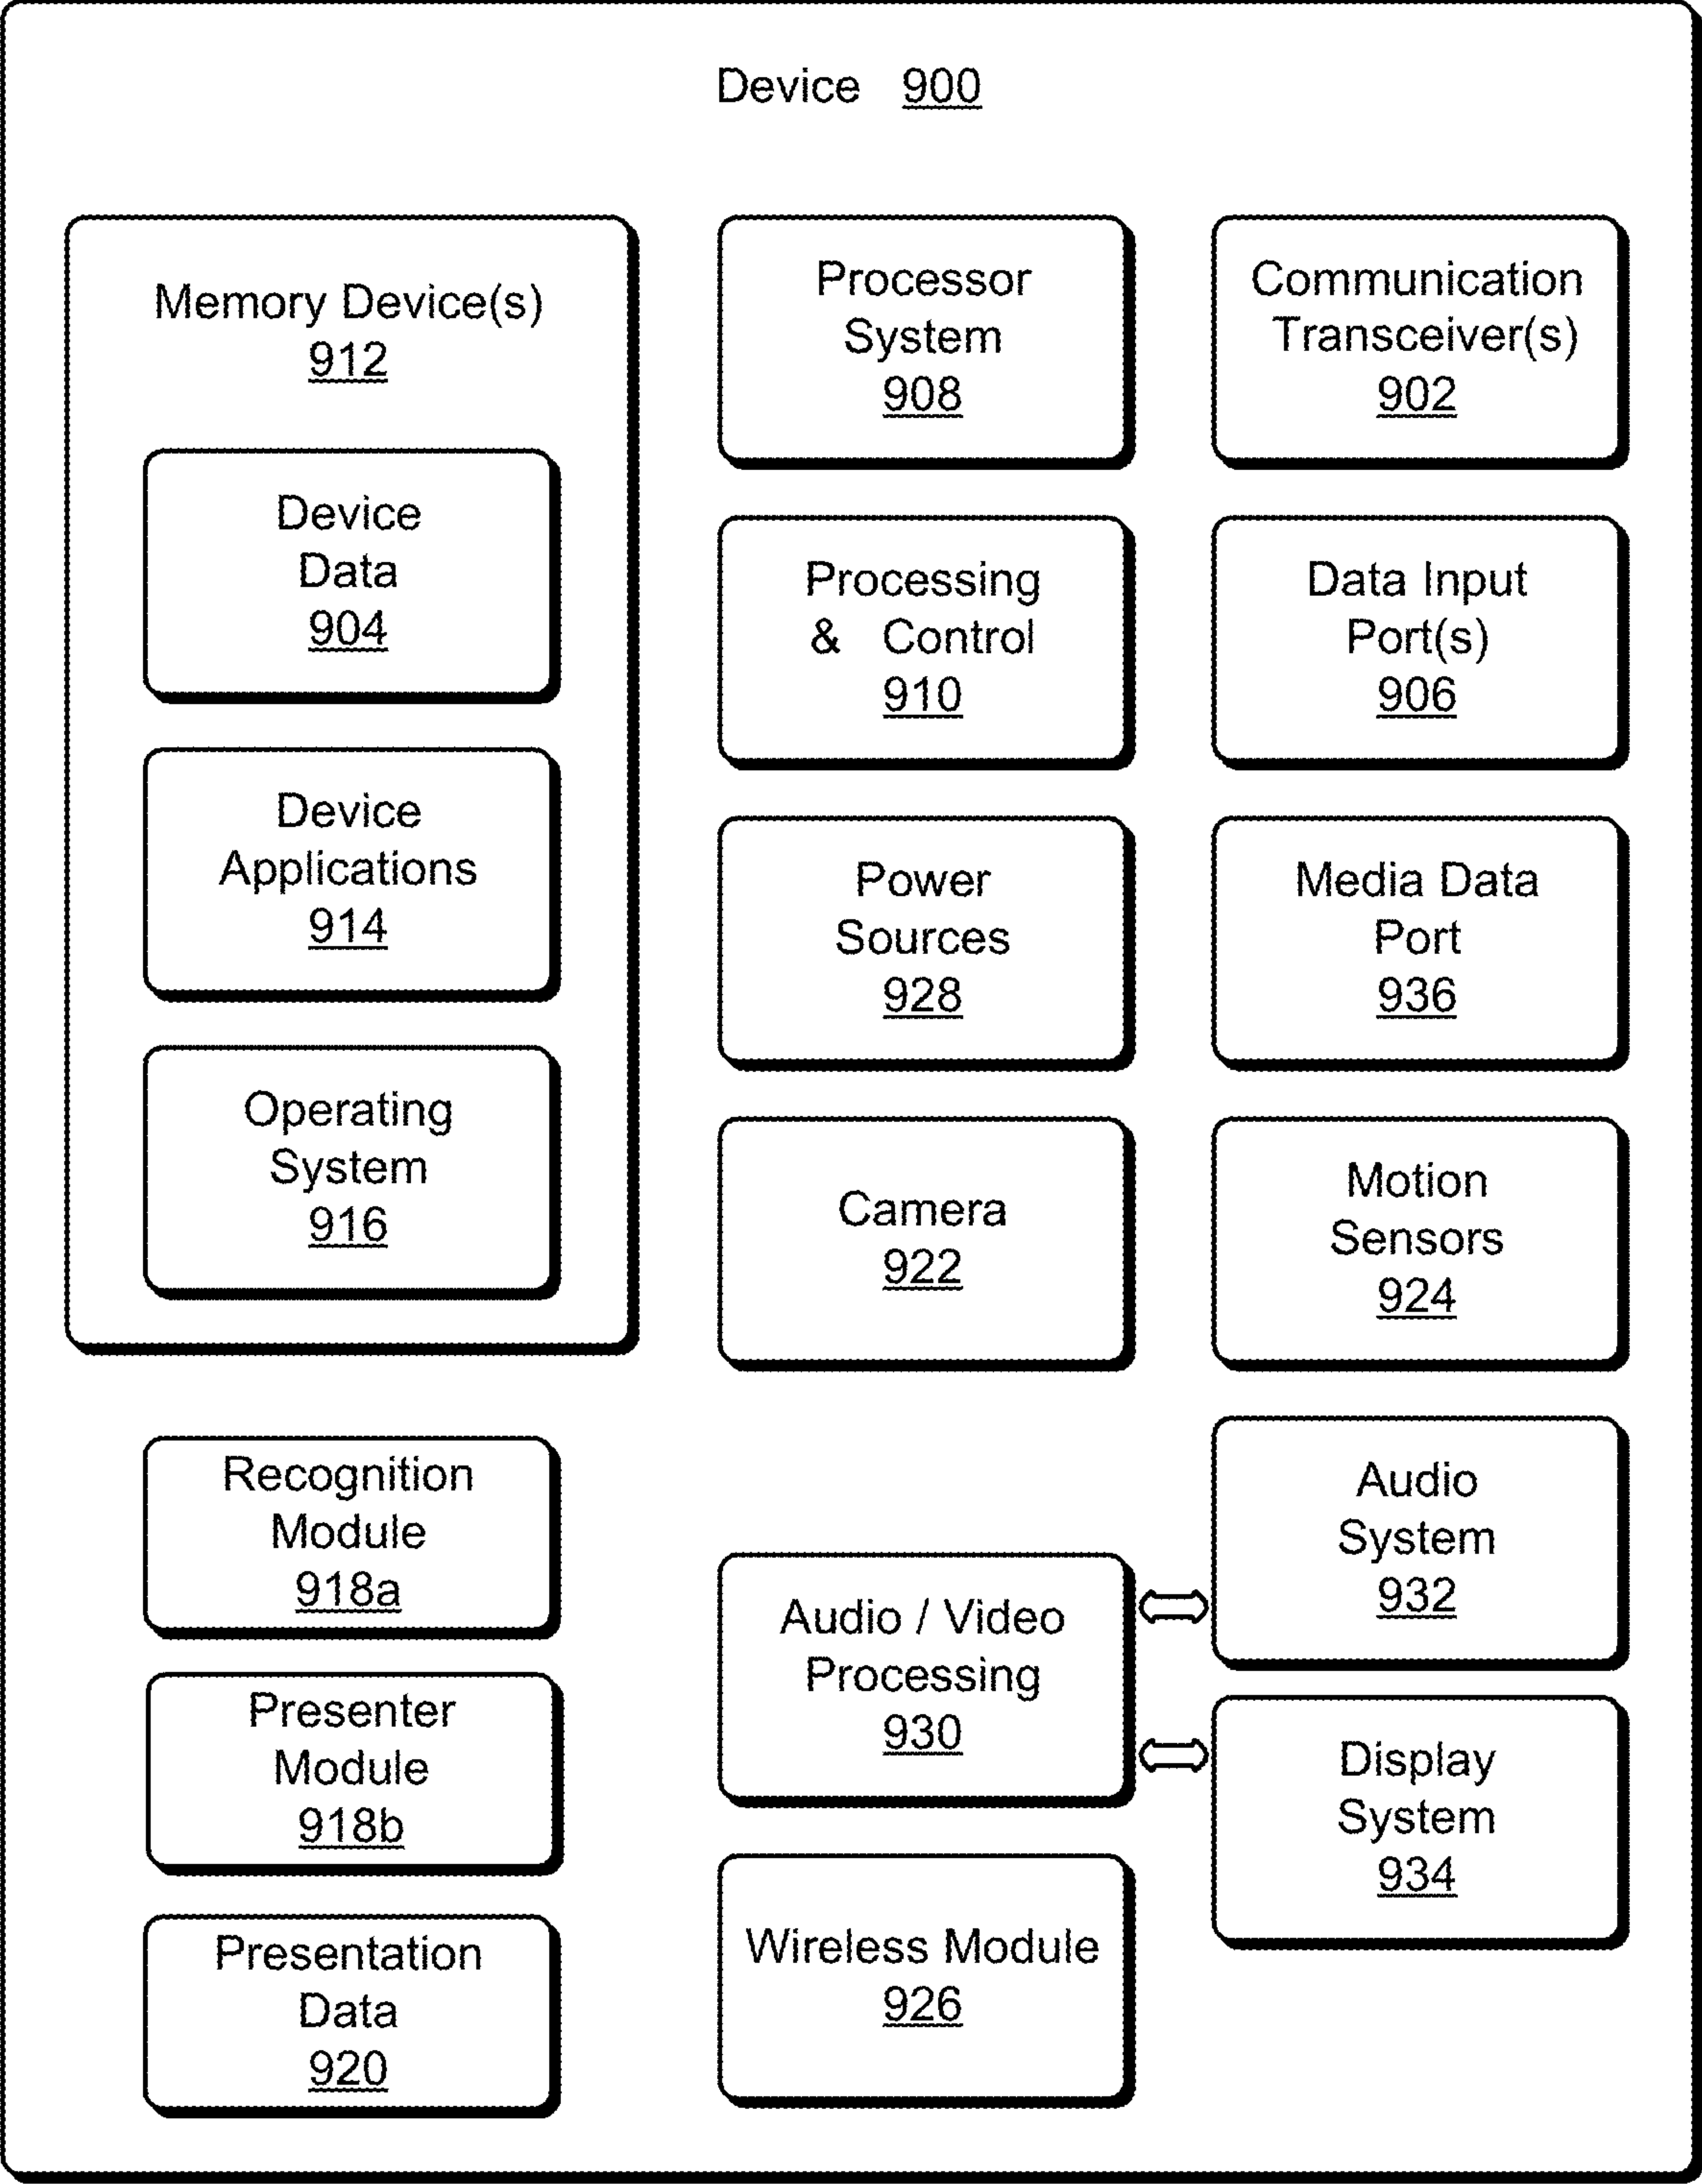 Device 900
Memory Device(s)
912
Device
Data
904
Device
Applications
914
Operating
System
916
Recognition
Module
918a
Presenter
Module
918b
Presentation
Data
920
Processor
System
908
Processing
& Control
910
Power
Sources
928
Camera
922
Audio / Video
Processing
930
Wireless Module
926
Communication
Transceiver(s)
902
Data Input
Port(s)
906
Media Data
Port
936
Motion
Sensors
924
Audio
System
932
Display
System
934